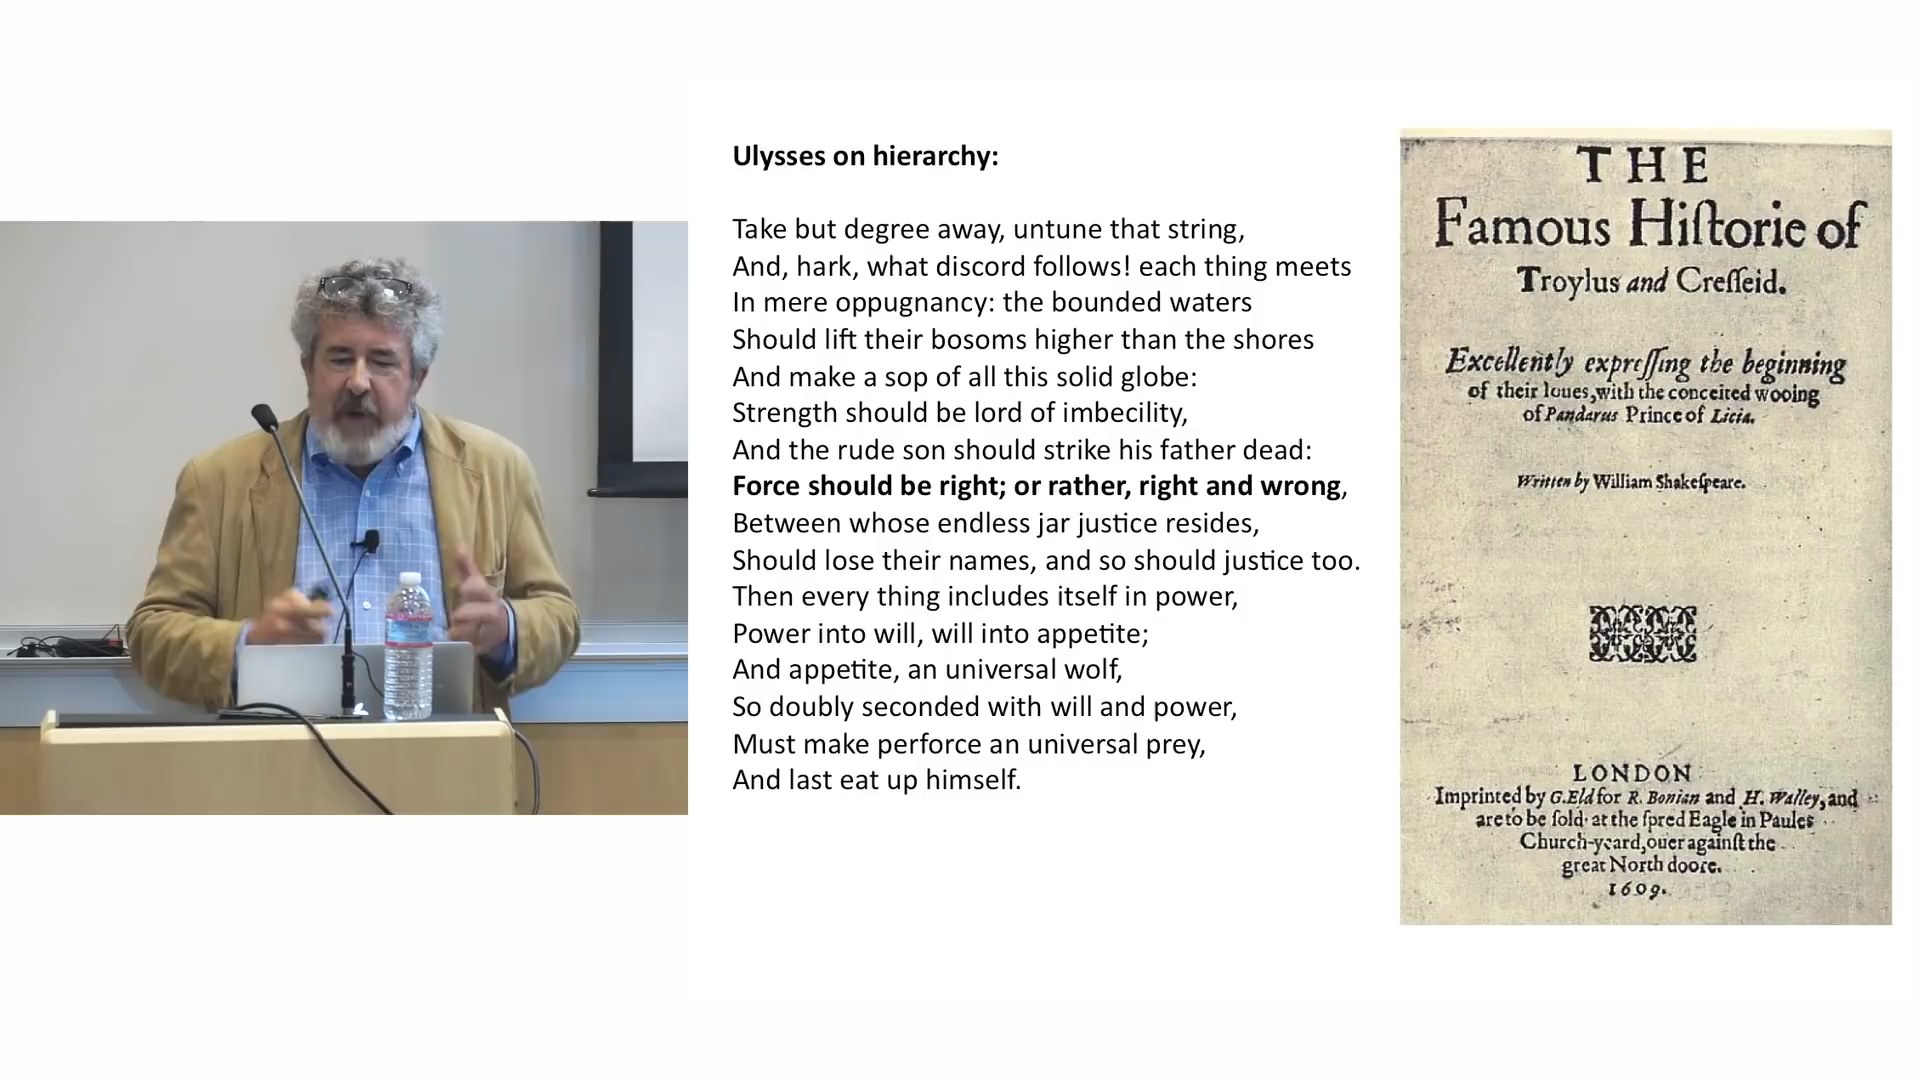 Ulysses on hierarchy:
Take but degree away, untune that string,
And, hark, what discord follows! each thing meets
In mere oppugnancy: the bounded waters
Should lift their bosoms higher than the shores
And make a sop of all this solid globe:
Strength should be lord of imbecility,
And the rude son should strike his father dead:
Force should be right; or rather, right and wrong,
Between whose endless jar justice resides,
Should lose their names, and so should justice too.
Then every thing includes itself in power,
Power into will, will into appetite;
And appetite, an universal wolf,
So doubly seconded with will and power,
Must make perforce an universal prey,
And last eat up himself.
THE
Famous Hiſtorie of
Troylus and Creſſeid.
Excellently expreſſing the beginning
of their loues, with the conceited wooing
of Pandarus Prince of Licia.
Written by William Shakeſpeare.
LONDON
Imprinted by G. Eld for R. Bonian and H. Walley, and
are to be ſold at the ſpred Eagle in Paules
Church-yeard, ouer againſt the
great North doore.
1609.